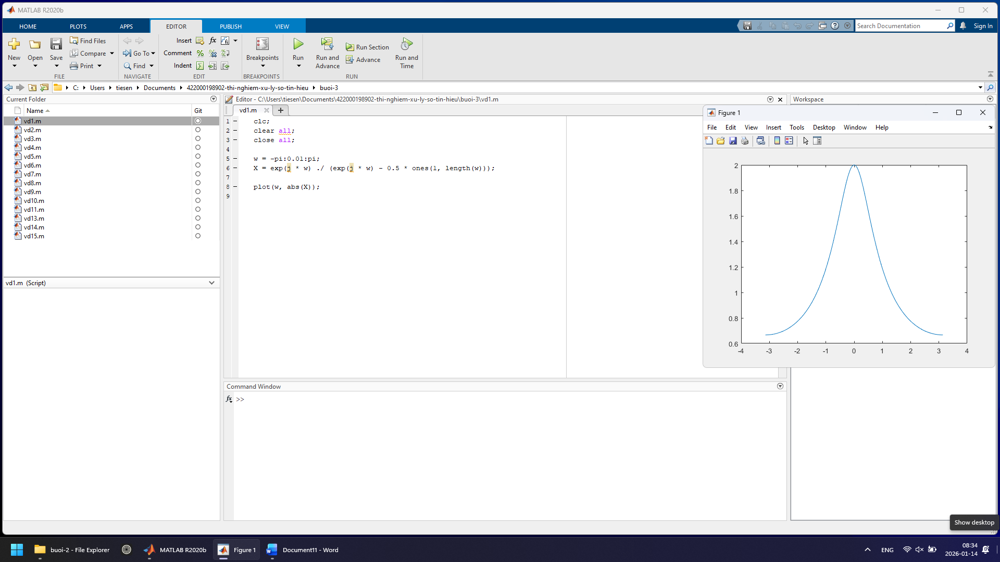 MATLAB R2020b
HOME PLOTS APPS EDITOR PUBLISH VIEW
Search Documentation
Sign In
New
Open
Save
Find Files
Compare
Print
FILE
Go To
Find
NAVIGATE
Insert
Comment
Indent
EDIT
Breakpoints
BREAKPOINTS
Run
Run and Advance
Run Section
Advance
Run and Time
RUN
C: Users tiesen Documents 422000198902-thi-nghiem-xu-ly-so-tin-hieu buoi-3
Current Folder
Name Git
vd1.m
vd2.m
vd3.m
vd4.m
vd5.m
vd6.m
vd7.m
vd8.m
vd9.m
vd10.m
vd11.m
vd13.m
vd14.m
vd15.m
vd1.m (Script)
Editor - C:\Users\tiesen\Documents\422000198902-thi-nghiem-xu-ly-so-tin-hieu\buoi-3\vd1.m
vd1.m
1 clc;
2 clear all;
3 close all;
4
5 w = -pi:0.01:pi;
6 X = exp(j * w) ./ (exp(j * w) - 0.5 * ones(1, length(w)));
7
8 plot(w, abs(X));
9
Command Window
fx >>
Workspace
Figure 1
File Edit View Insert Tools Desktop Window Help
2
1.8
1.6
1.4
1.2
1
0.8
0.6
-4 -3 -2 -1 0 1 2 3 4
Show desktop
buoi-2 - File Explorer
MATLAB R2020b
Figure 1
Document11 - Word
ENG
08:34
2026-01-14